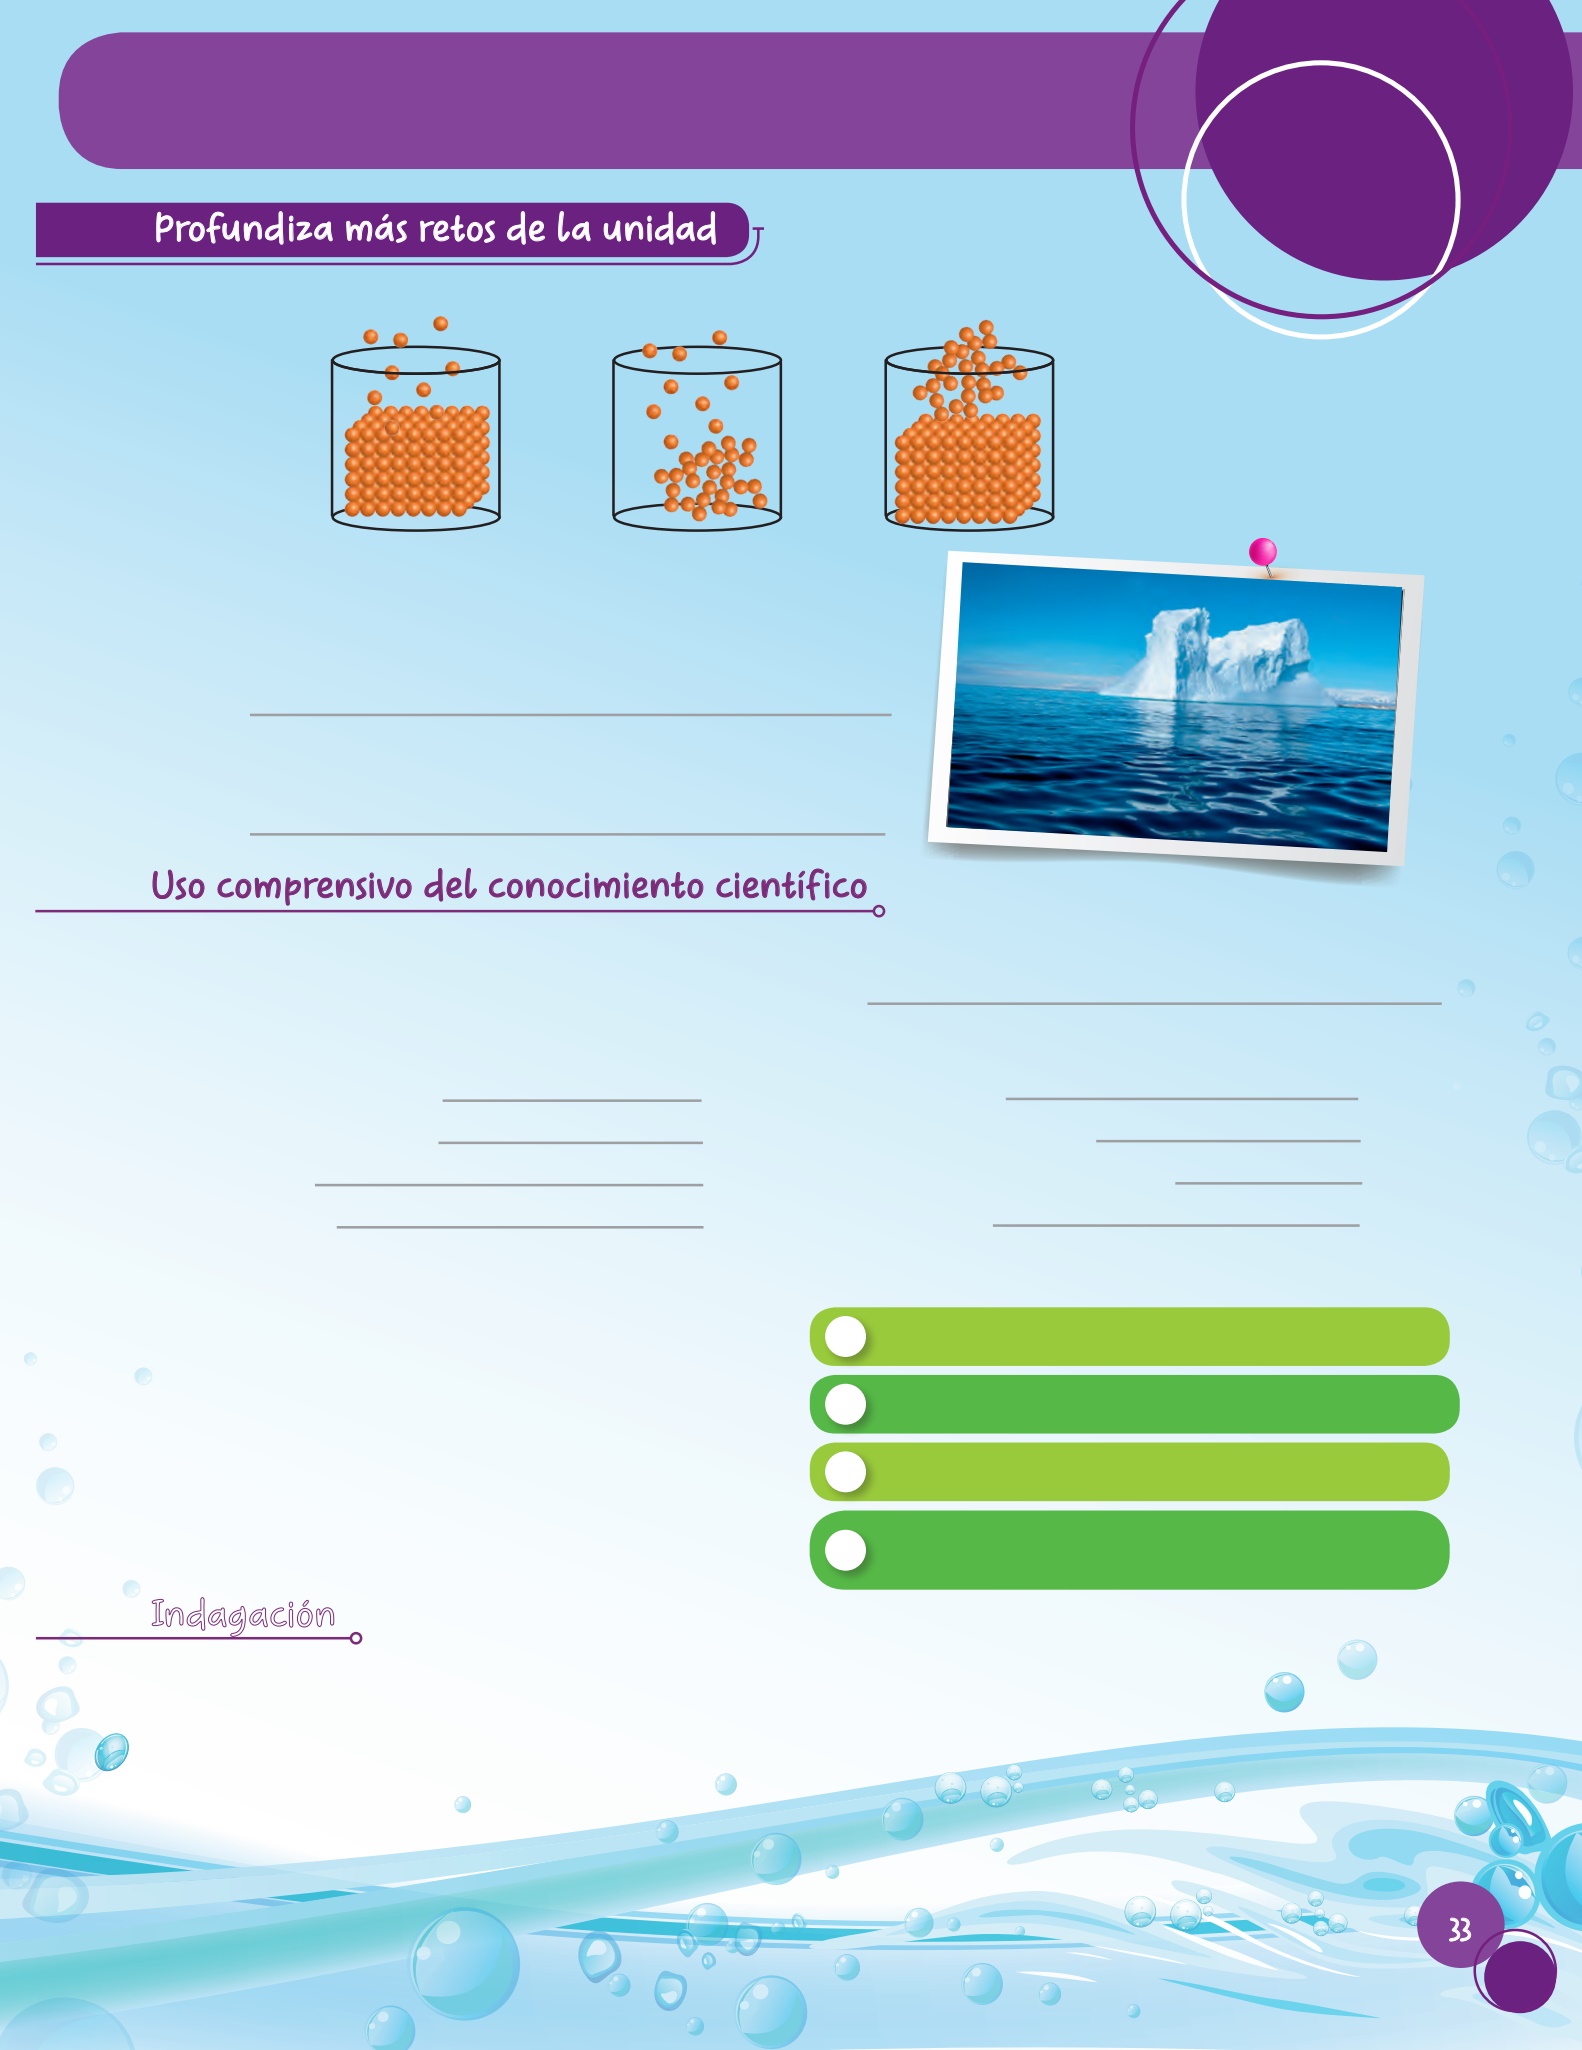 Profundiza más retos de la unidad
Uso comprensivo del conocimiento científico
Indagación
33